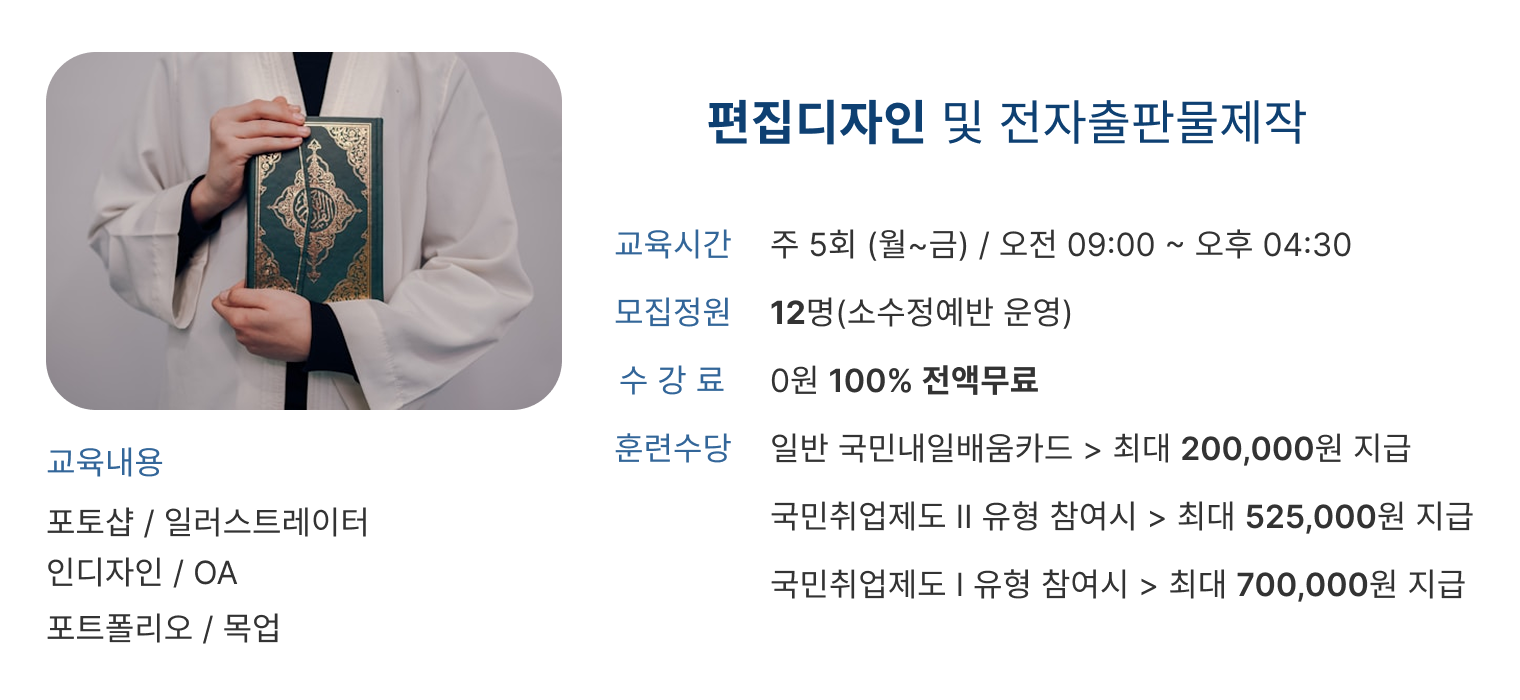 편집디자인 및 전자출판물제작
교육시간 주 5회 (월~금) / 오전 09:00 ~ 오후 04:30
모집정원 12명(소수정예반 운영)
수 강 료 0원 100% 전액무료
훈련수당 일반 국민내일배움카드 > 최대 200,000원 지급
국민취업제도 II 유형 참여시 > 최대 525,000원 지급
국민취업제도 I 유형 참여시 > 최대 700,000원 지급
교육내용
포토샵 / 일러스트레이터
인디자인 / OA
포트폴리오 / 목업